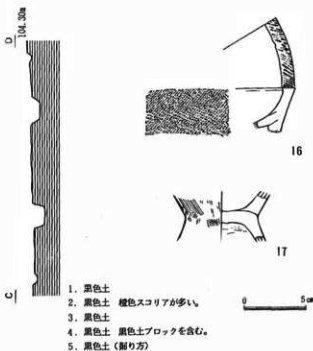 D
104.30m
C
16
17
1. 黒色土
2. 黒色土 橙色スコリアが多い。
3. 黒色土
4. 黒色土 黒色土ブロックを含む。
5. 黒色土 (掘り方)
0 5cm